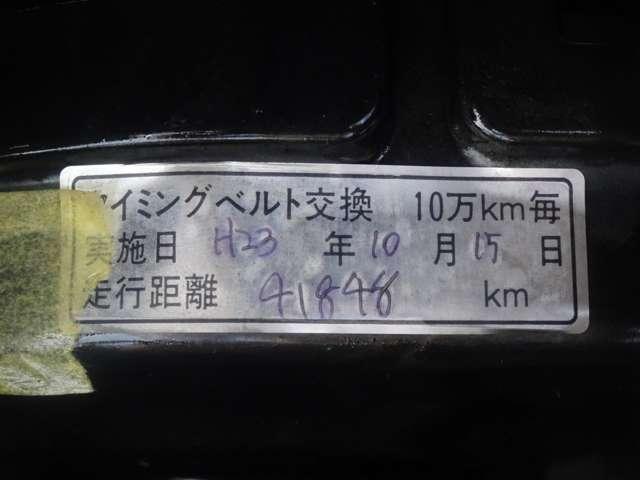 タイミングベルト交換 10万km毎
実施日 H23 年 10 月 15 日
走行距離 41848 km